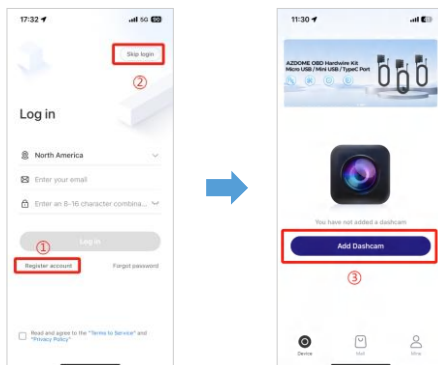 17:32
5G
Skip login
②
Log in
North America
Enter your email
Enter an 8-16 character combina...
①
Log in
Register account
Forgot password
Read and agree to the "Terms to Service" and
"Privacy Policy"
11:30
AZDOME OBD Hardwire Kit
Micro USB / Mini USB / TypeC Port
You have not added a dashcam
Add Dashcam
③
Device
Mall
Mine